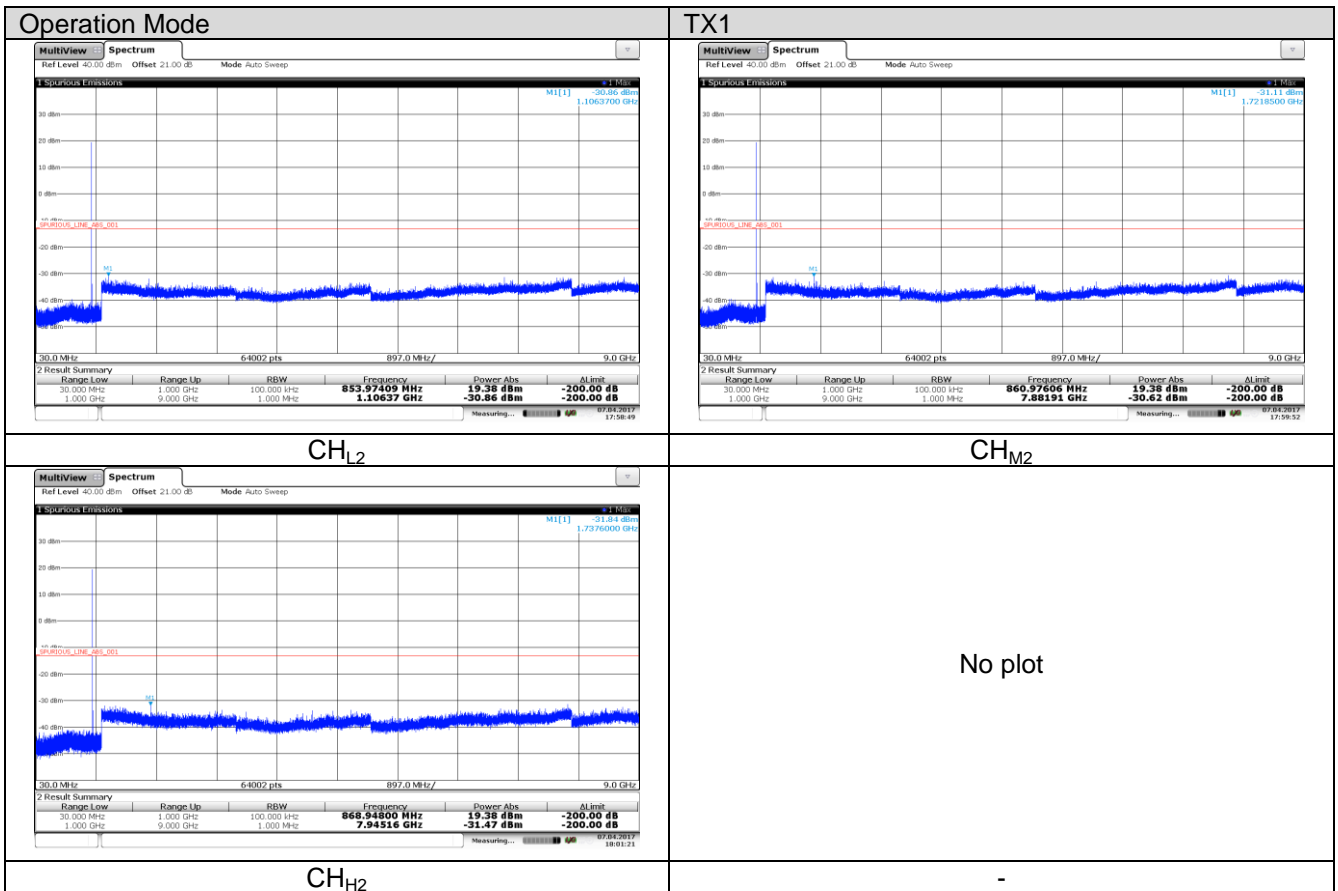 Operation Mode TX1
MultiView Spectrum
Ref Level 40.00 dBm Offset 21.00 dB Mode Auto Sweep
1 Spurious Emissions 1 Max
M1[1] -30.86 dBm
1.1063700 GHz
30 dBm
20 dBm
10 dBm
0 dBm
-10 dBm
_SPURIOUS_LINE_ABS_001
-20 dBm
M1
-30 dBm
-40 dBm
30.0 MHz 64002 pts 897.0 MHz/ 9.0 GHz
2 Result Summary
Range Low Range Up RBW Frequency Power Abs ΔLimit
30.000 MHz 1.000 GHz 100.000 kHz 853.97409 MHz 19.38 dBm -200.00 dB
1.000 GHz 9.000 GHz 1.000 MHz 1.10637 GHz -30.86 dBm -200.00 dB
Measuring... 07.04.2017
17:58:49
MultiView Spectrum
Ref Level 40.00 dBm Offset 21.00 dB Mode Auto Sweep
1 Spurious Emissions 1 Max
M1[1] -31.11 dBm
1.7218500 GHz
30 dBm
20 dBm
10 dBm
0 dBm
-10 dBm
_SPURIOUS_LINE_ABS_001
-20 dBm
M1
-30 dBm
-40 dBm
30.0 MHz 64002 pts 897.0 MHz/ 9.0 GHz
2 Result Summary
Range Low Range Up RBW Frequency Power Abs ΔLimit
30.000 MHz 1.000 GHz 100.000 kHz 860.97606 MHz 19.38 dBm -200.00 dB
1.000 GHz 9.000 GHz 1.000 MHz 7.88191 GHz -30.62 dBm -200.00 dB
Measuring... 07.04.2017
17:59:52
CHL2 CHM2
MultiView Spectrum
Ref Level 40.00 dBm Offset 21.00 dB Mode Auto Sweep
1 Spurious Emissions 1 Max
M1[1] -31.84 dBm
1.7376000 GHz
30 dBm
20 dBm
10 dBm
0 dBm
-10 dBm
_SPURIOUS_LINE_ABS_001
-20 dBm
M1
-30 dBm
-40 dBm
30.0 MHz 64002 pts 897.0 MHz/ 9.0 GHz
2 Result Summary
Range Low Range Up RBW Frequency Power Abs ΔLimit
30.000 MHz 1.000 GHz 100.000 kHz 868.94800 MHz 19.38 dBm -200.00 dB
1.000 GHz 9.000 GHz 1.000 MHz 7.94516 GHz -31.47 dBm -200.00 dB
Measuring... 07.04.2017
18:01:21
No plot
CHH2 -